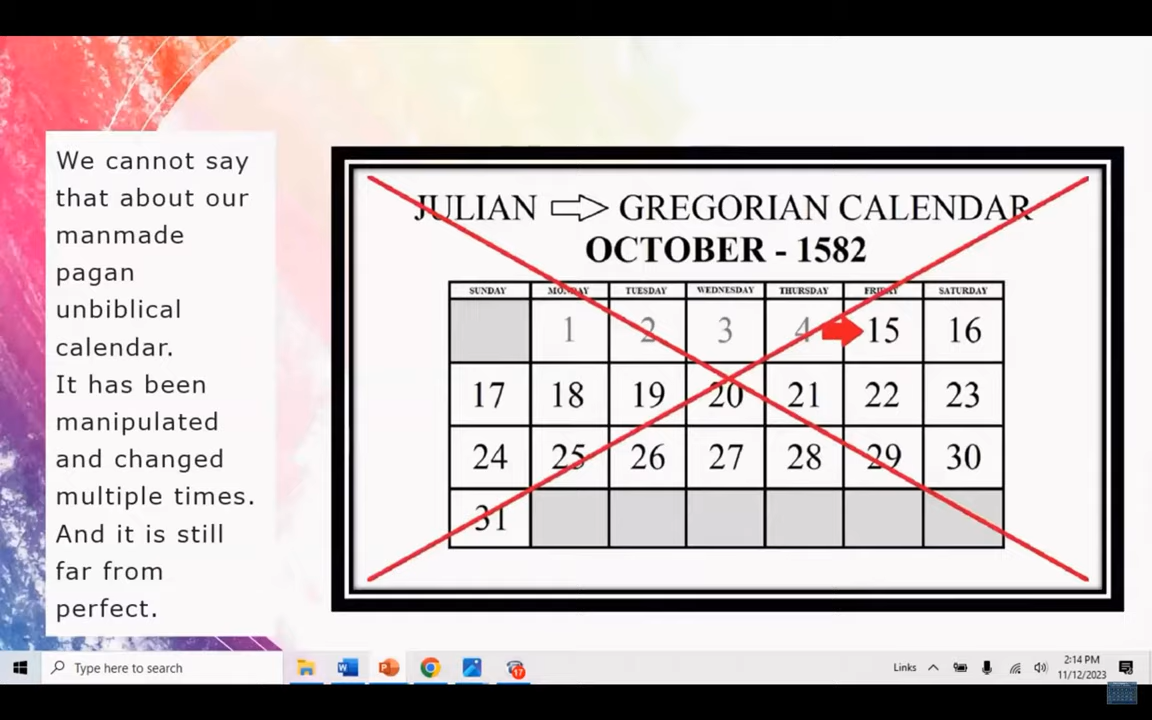 We cannot say
that about our
manmade
pagan
unbiblical
calendar.
It has been
manipulated
and changed
multiple times.
And it is still
far from
perfect.
JULIAN ⇨ GREGORIAN CALENDAR
OCTOBER - 1582
SUNDAY MONDAY TUESDAY WEDNESDAY THURSDAY FRIDAY SATURDAY
1 2 3 4 15 16
17 18 19 20 21 22 23
24 25 26 27 28 29 30
31
Type here to search
17
Links
2:14 PM
11/12/2023